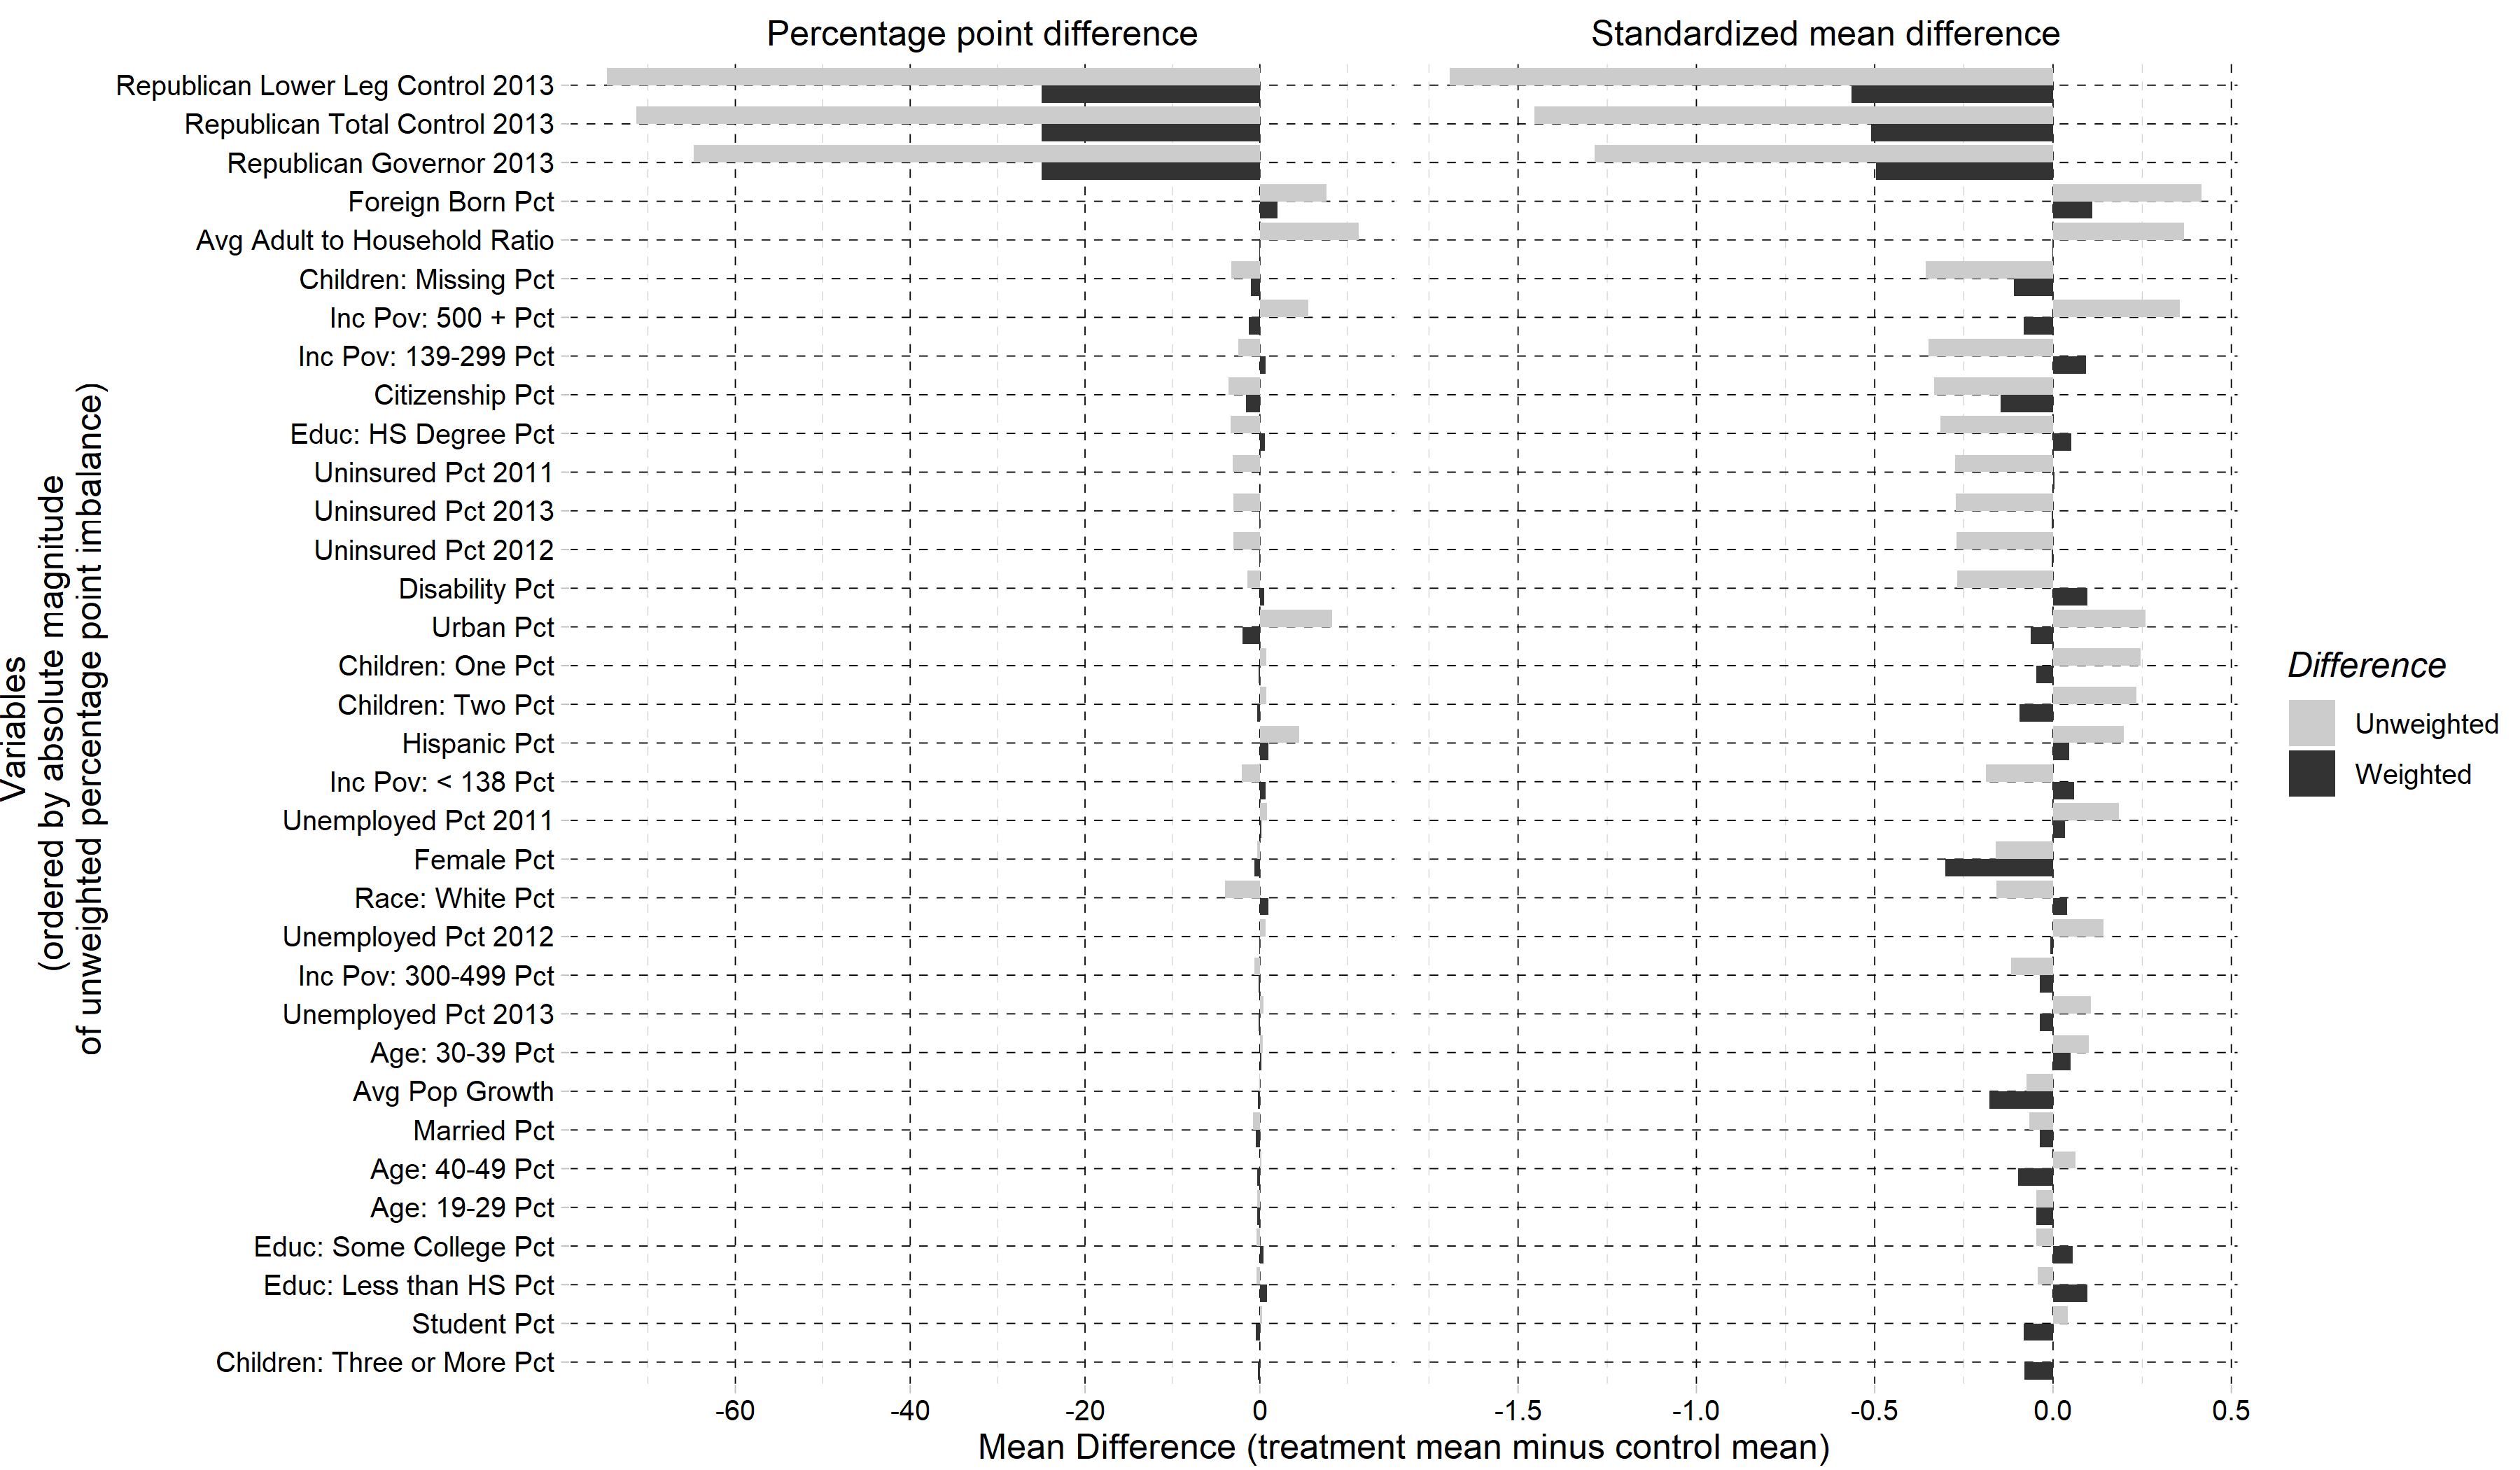 Percentage point difference
Standardized mean difference
Republican Lower Leg Control 2013
Republican Total Control 2013
Republican Governor 2013
Foreign Born Pct
Avg Adult to Household Ratio
Children: Missing Pct
Inc Pov: 500 + Pct
Inc Pov: 139-299 Pct
Citizenship Pct
Educ: HS Degree Pct
Uninsured Pct 2011
Uninsured Pct 2013
Uninsured Pct 2012
Disability Pct
Urban Pct
Children: One Pct
Children: Two Pct
Hispanic Pct
Inc Pov: < 138 Pct
Unemployed Pct 2011
Female Pct
Race: White Pct
Unemployed Pct 2012
Inc Pov: 300-499 Pct
Unemployed Pct 2013
Age: 30-39 Pct
Avg Pop Growth
Married Pct
Age: 40-49 Pct
Age: 19-29 Pct
Educ: Some College Pct
Educ: Less than HS Pct
Student Pct
Children: Three or More Pct
Variables
(ordered by absolute magnitude
of unweighted percentage point imbalance)
-60 -40 -20 0
-1.5 -1.0 -0.5 0.0 0.5
Mean Difference (treatment mean minus control mean)
Difference
Unweighted
Weighted